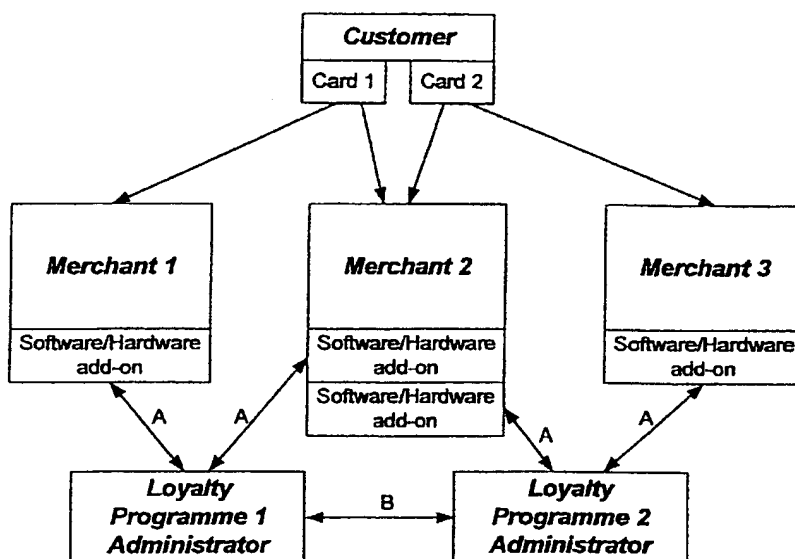 Customer
Card 1
Card 2
Merchant 1
Merchant 2
Merchant 3
Software/Hardware
add-on
Software/Hardware
add-on
Software/Hardware
add-on
Software/Hardware
add-on
A
A
A
A
Loyalty
Programme 1
Administrator
B
Loyalty
Programme 2
Administrator